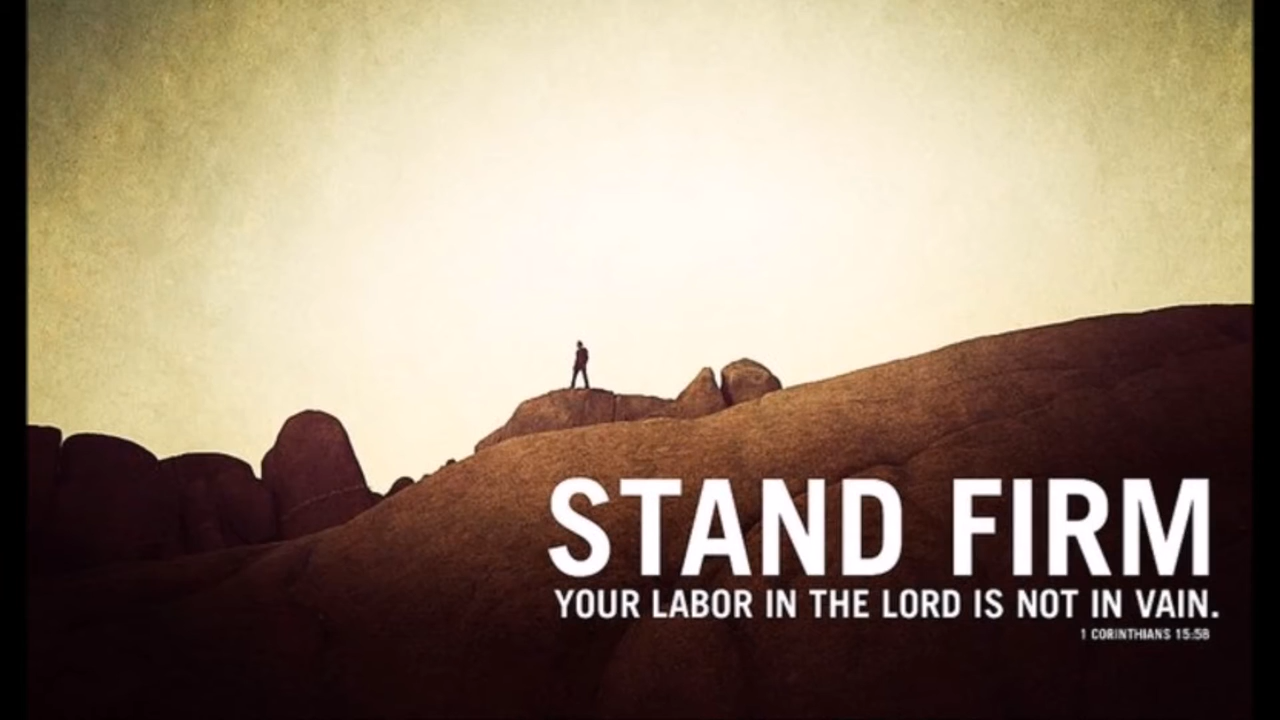 STAND FIRM
YOUR LABOR IN THE LORD IS NOT IN VAIN.
1 CORINTHIANS 15:58